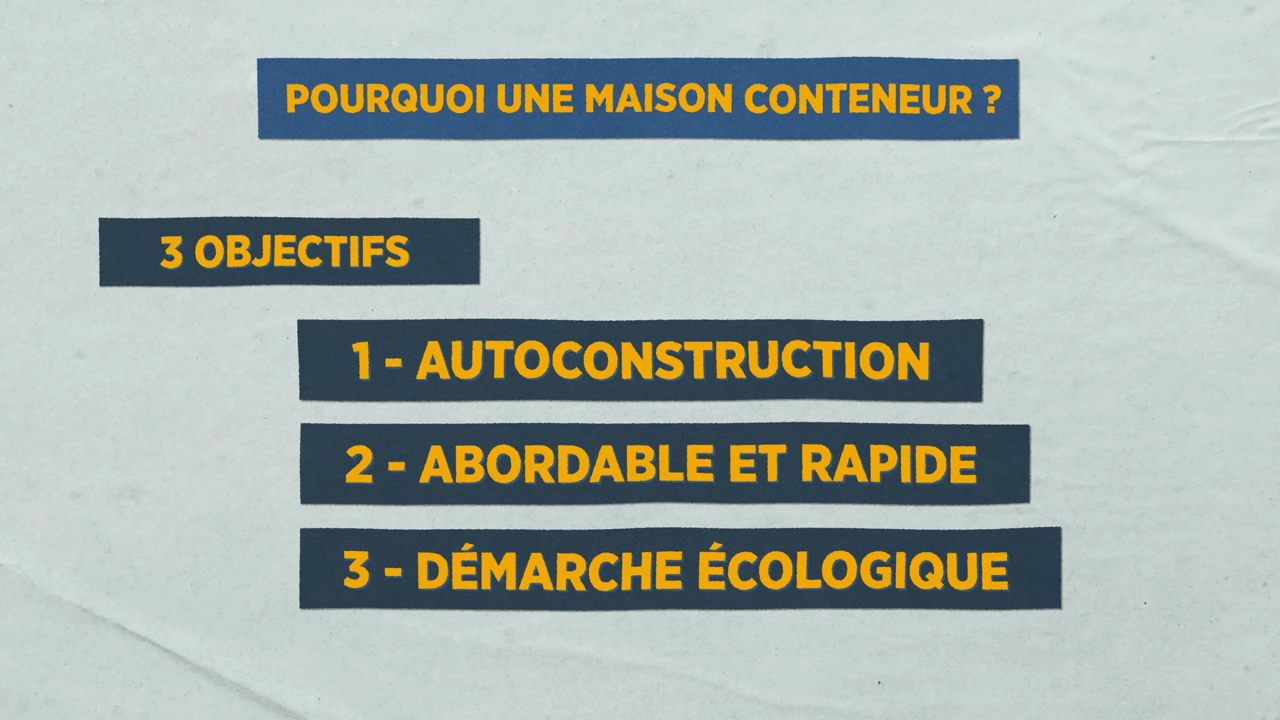 POURQUOI UNE MAISON CONTENEUR ?
3 OBJECTIFS
1 - AUTOCONSTRUCTION
2 - ABORDABLE ET RAPIDE
3 - DÉMARCHE ÉCOLOGIQUE